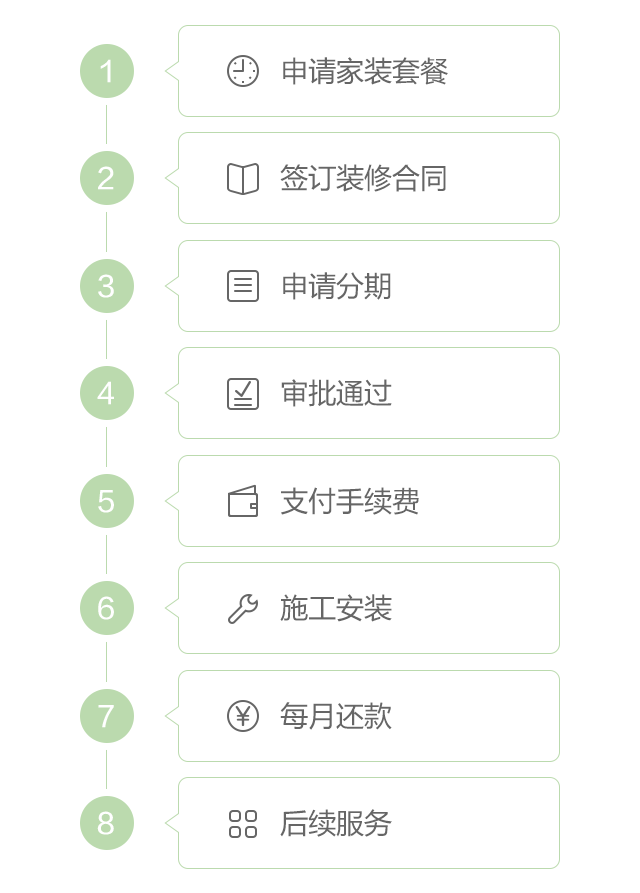 1 申请家装套餐
2 签订装修合同
3 申请分期
4 审批通过
5 支付手续费
6 施工安装
7 每月还款
8 后续服务